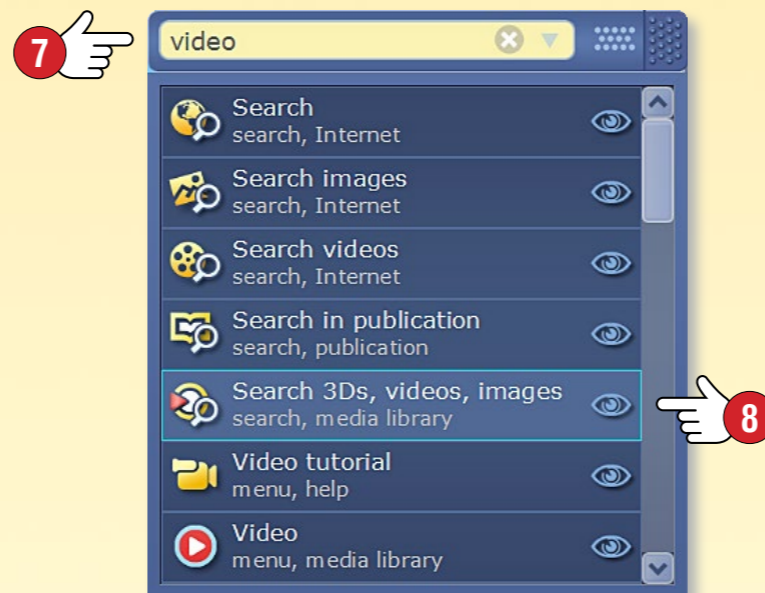 7
video
Search
search, Internet
Search images
search, Internet
Search videos
search, Internet
Search in publication
search, publication
Search 3Ds, videos, images
search, media library
8
Video tutorial
menu, help
Video
menu, media library